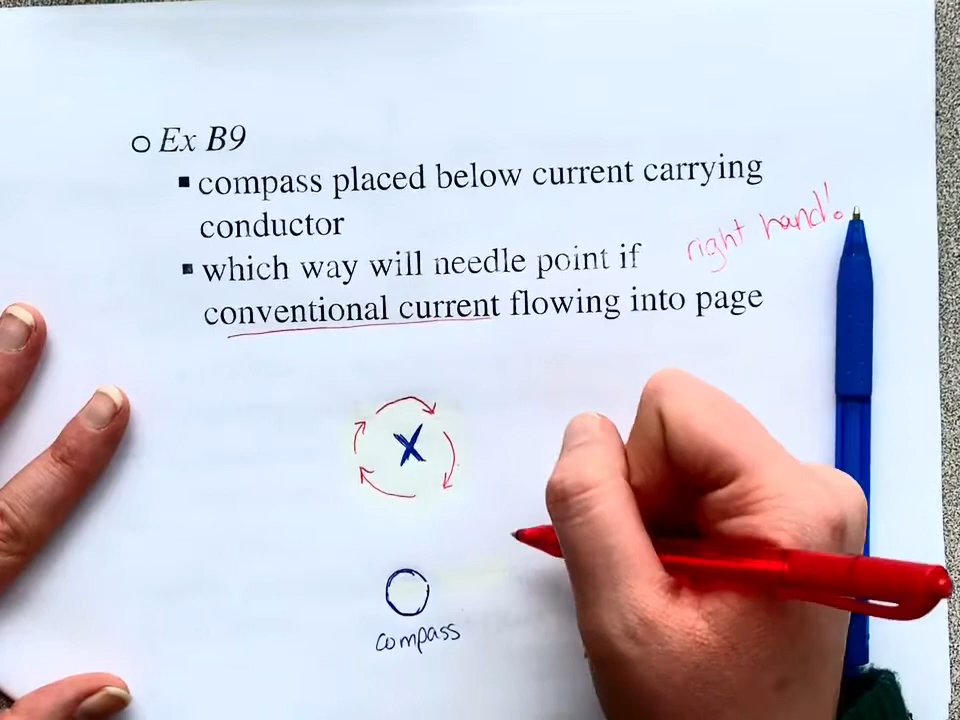 Ex B9
compass placed below current carrying
conductor
which way will needle point if
right hand!
conventional current flowing into page
X
compass